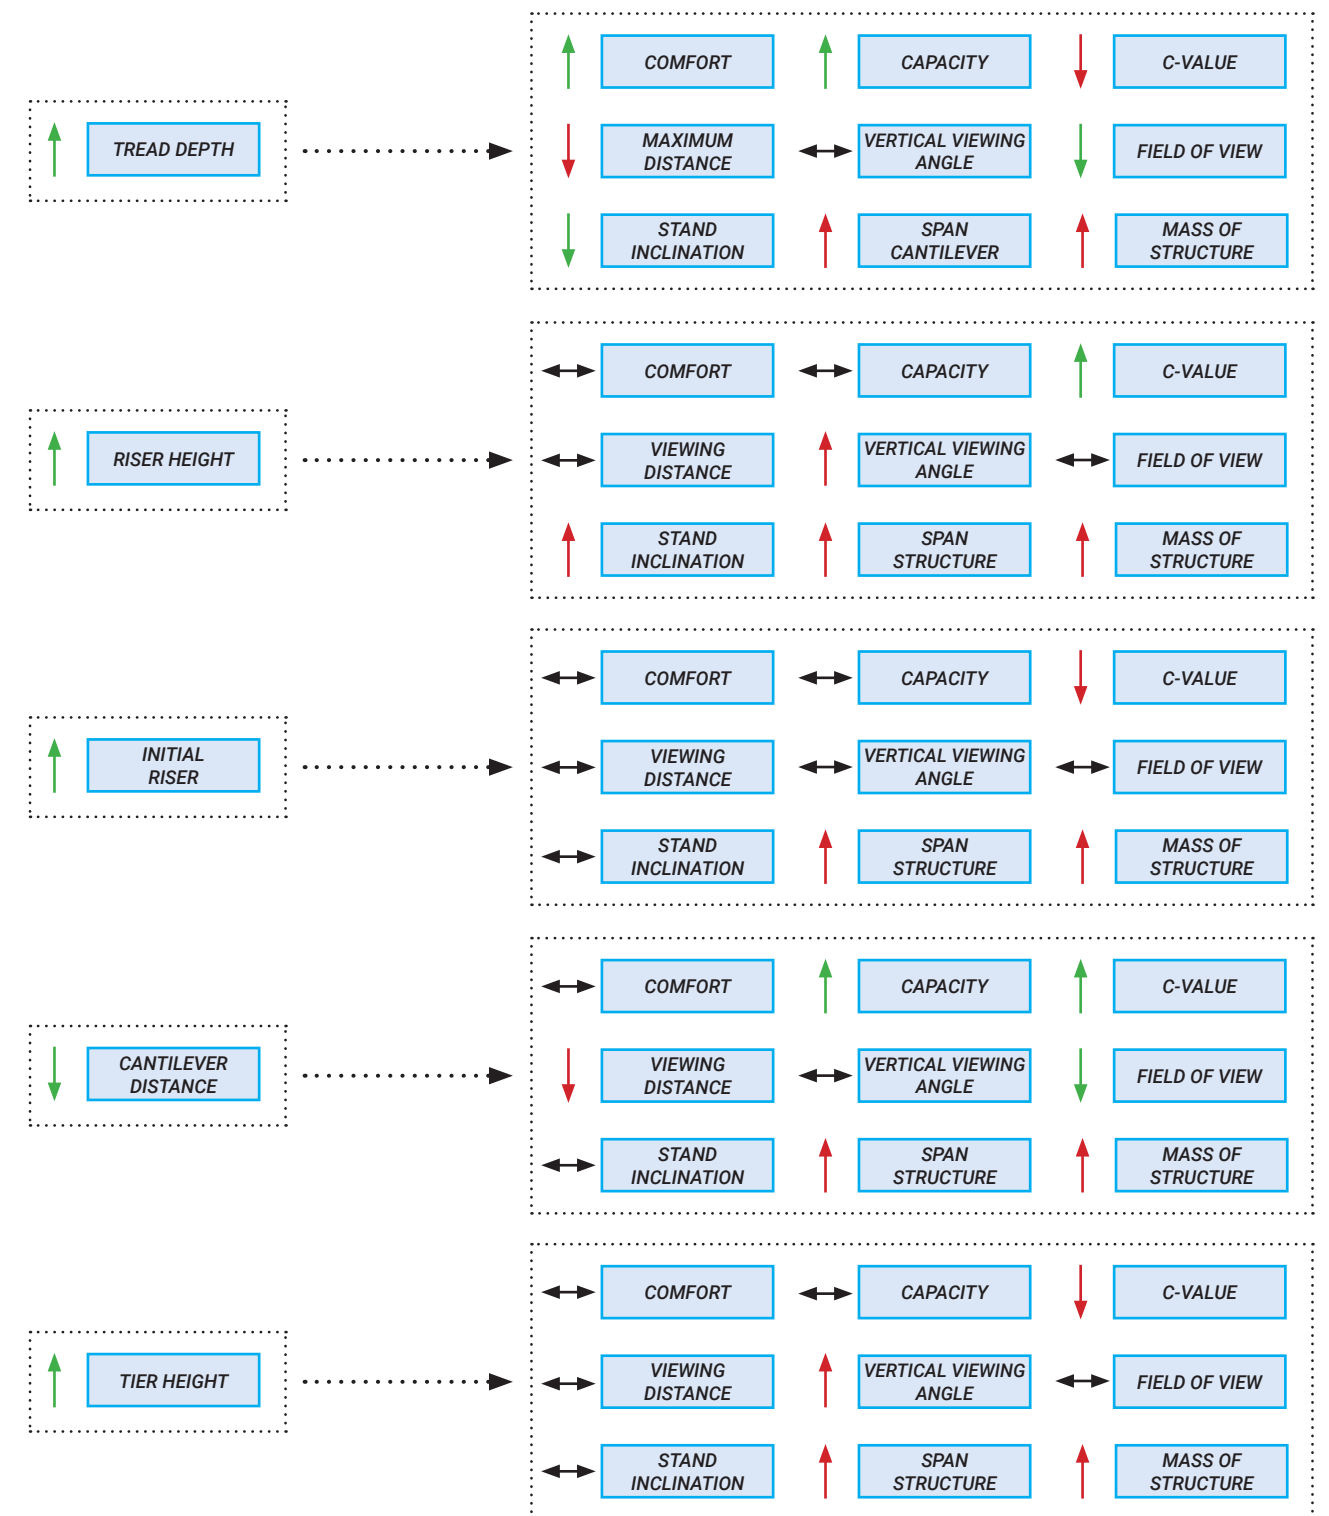 TREAD DEPTH
COMFORT
CAPACITY
C-VALUE
MAXIMUM
DISTANCE
VERTICAL VIEWING
ANGLE
FIELD OF VIEW
STAND
INCLINATION
SPAN
CANTILEVER
MASS OF
STRUCTURE
RISER HEIGHT
COMFORT
CAPACITY
C-VALUE
VIEWING
DISTANCE
VERTICAL VIEWING
ANGLE
FIELD OF VIEW
STAND
INCLINATION
SPAN
STRUCTURE
MASS OF
STRUCTURE
INITIAL
RISER
COMFORT
CAPACITY
C-VALUE
VIEWING
DISTANCE
VERTICAL VIEWING
ANGLE
FIELD OF VIEW
STAND
INCLINATION
SPAN
STRUCTURE
MASS OF
STRUCTURE
CANTILEVER
DISTANCE
COMFORT
CAPACITY
C-VALUE
VIEWING
DISTANCE
VERTICAL VIEWING
ANGLE
FIELD OF VIEW
STAND
INCLINATION
SPAN
STRUCTURE
MASS OF
STRUCTURE
TIER HEIGHT
COMFORT
CAPACITY
C-VALUE
VIEWING
DISTANCE
VERTICAL VIEWING
ANGLE
FIELD OF VIEW
STAND
INCLINATION
SPAN
STRUCTURE
MASS OF
STRUCTURE